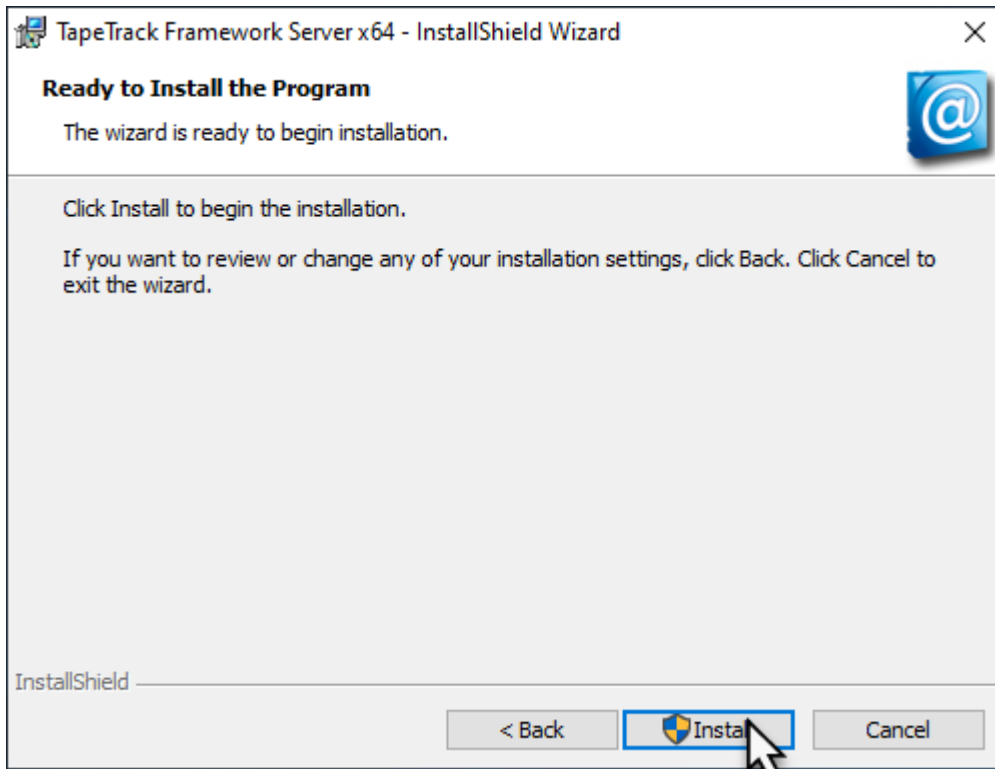 TapeTrack Framework Server x64 - InstallShield Wizard
Ready to Install the Program
The wizard is ready to begin installation.
@
Click Install to begin the installation.
If you want to review or change any of your installation settings, click Back. Click Cancel to
exit the wizard.
InstallShield
< Back
Install
Cancel